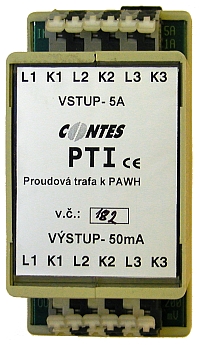 L1 K1 L2 K2 L3 K3
VSTUP- 5A
CONTES
PTI CE
Proudová trafa k PAWH
v.č.: 182
VÝSTUP- 50mA
L1 K1 L2 K2 L3 K3